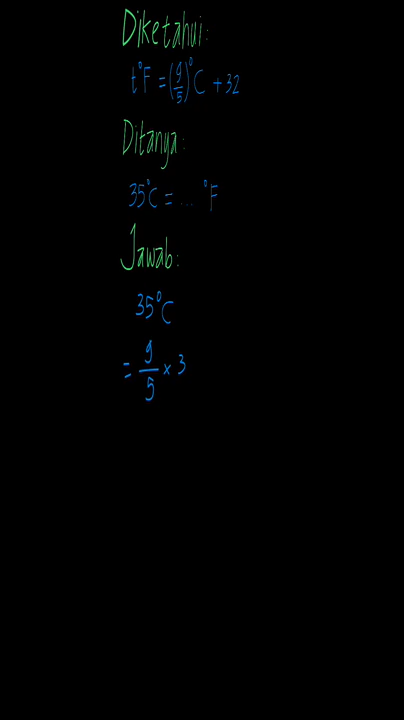 Diketahui:
t°F = (9/5)°C + 32
Ditanya:
35°C = ... °F
Jawab:
35°C
= 9/5 x 3